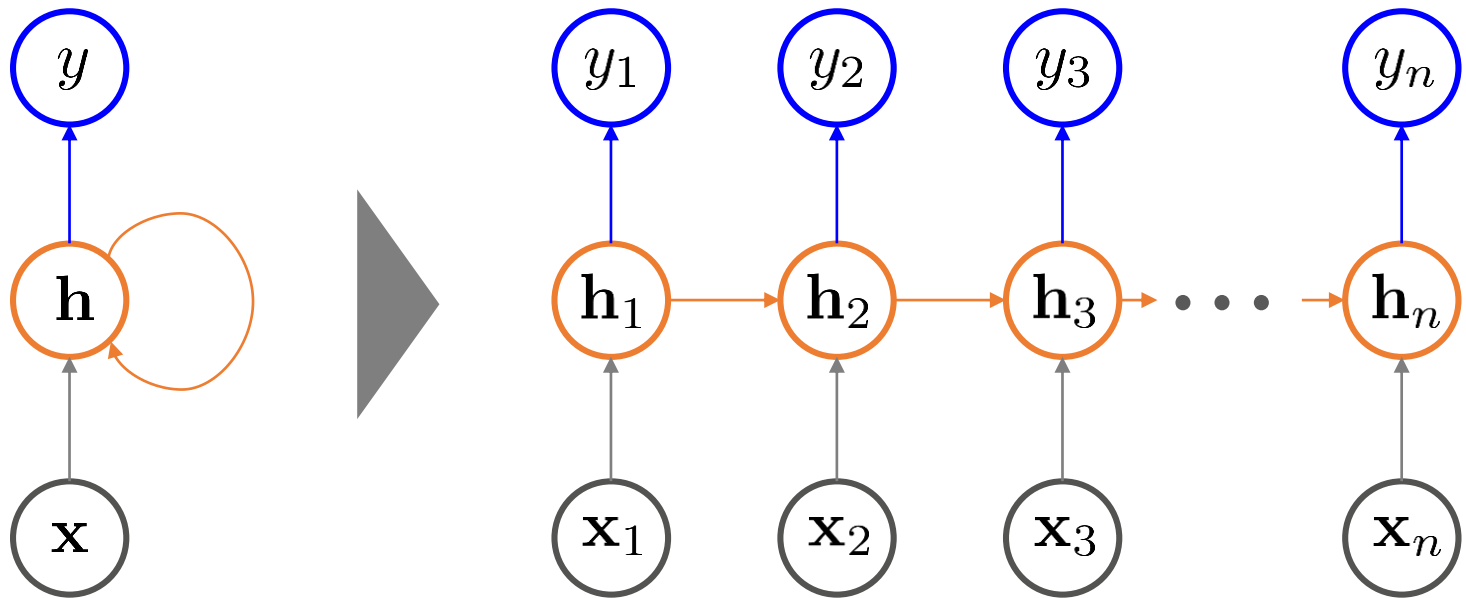 y y₁ y₂ y₃ yₙ
h h₁ h₂ h₃ • • • hₙ
x x₁ x₂ x₃ xₙ